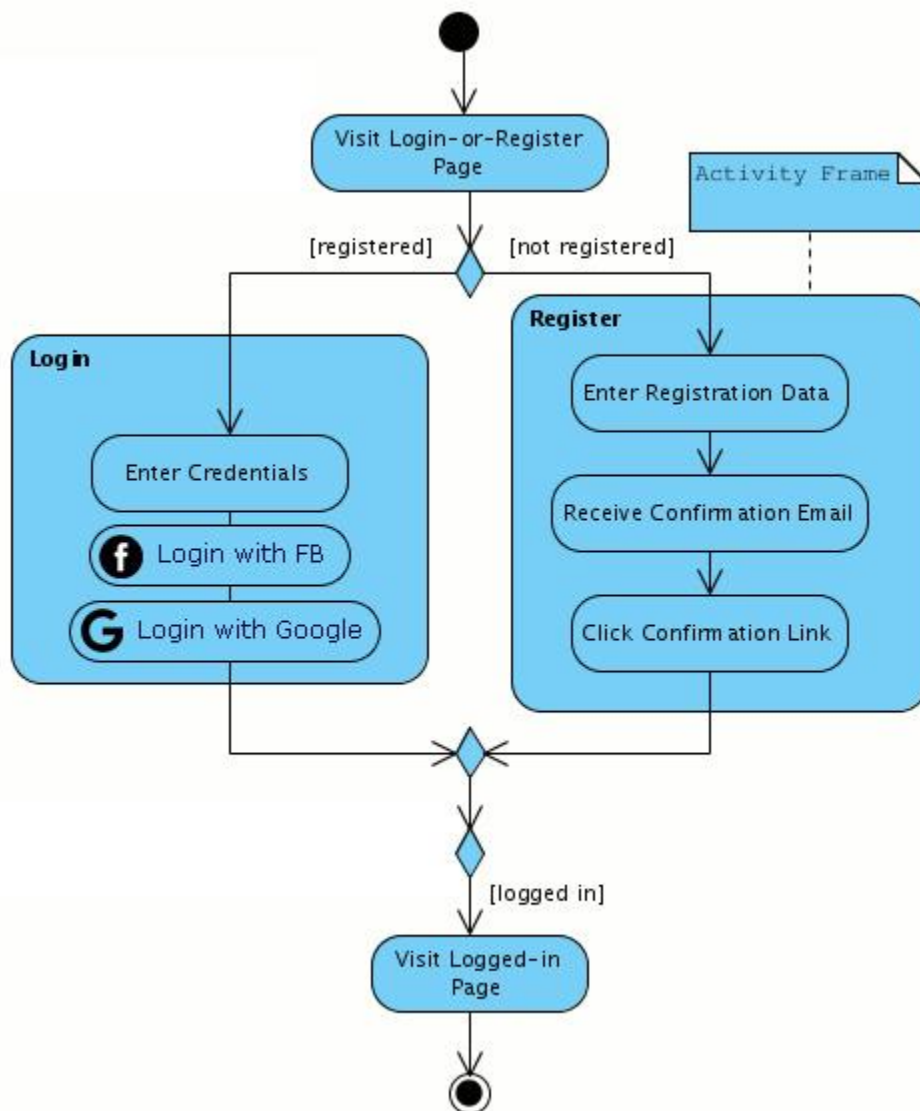 Visit Login-or-Register
Page
Activity Frame
[registered]
[not registered]
Login
Enter Credentials
Login with FB
Login with Google
Register
Enter Registration Data
Receive Confirmation Email
Click Confirmation Link
[logged in]
Visit Logged-in
Page